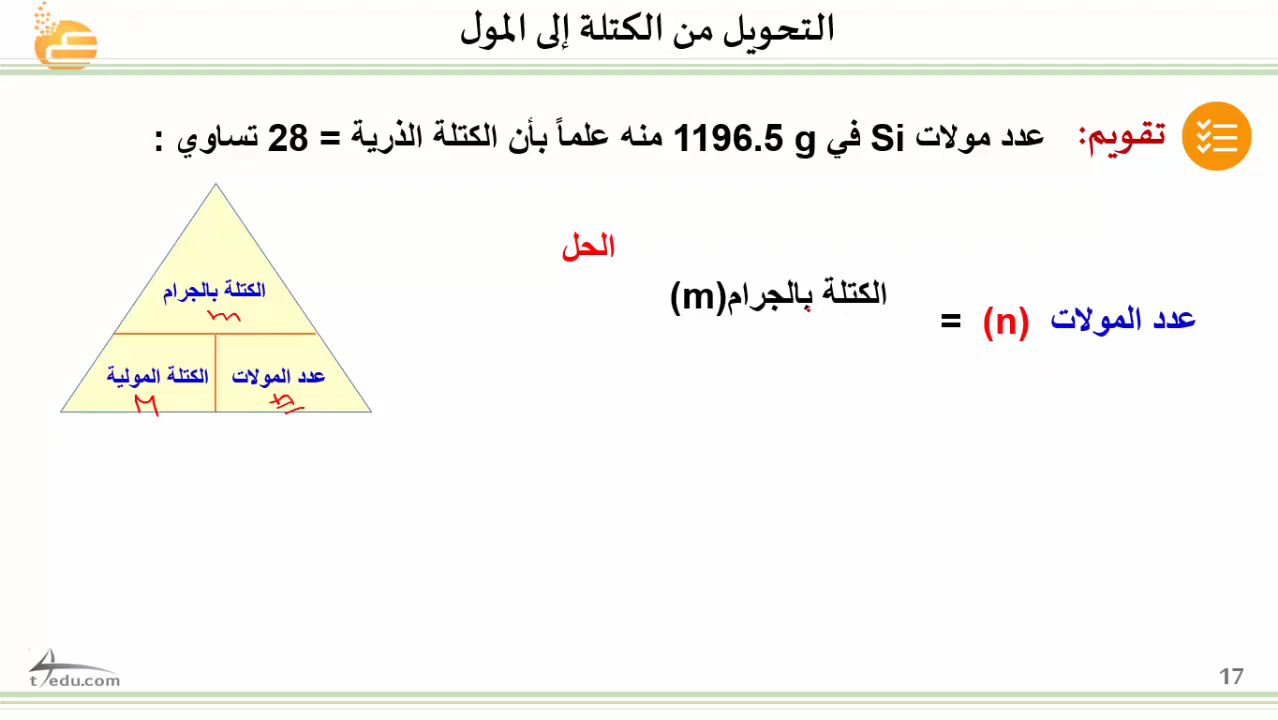 التحويل من الكتلة إلى المول
تقويم: عدد مولات Si في 1196.5 g منه علماً بأن الكتلة الذرية = 28 تساوي :
الحل
عدد المولات (n) =
الكتلة بالجرام(m)
الكتلة بالجرام
m
عدد المولات
الكتلة المولية
M
t4edu.com
17